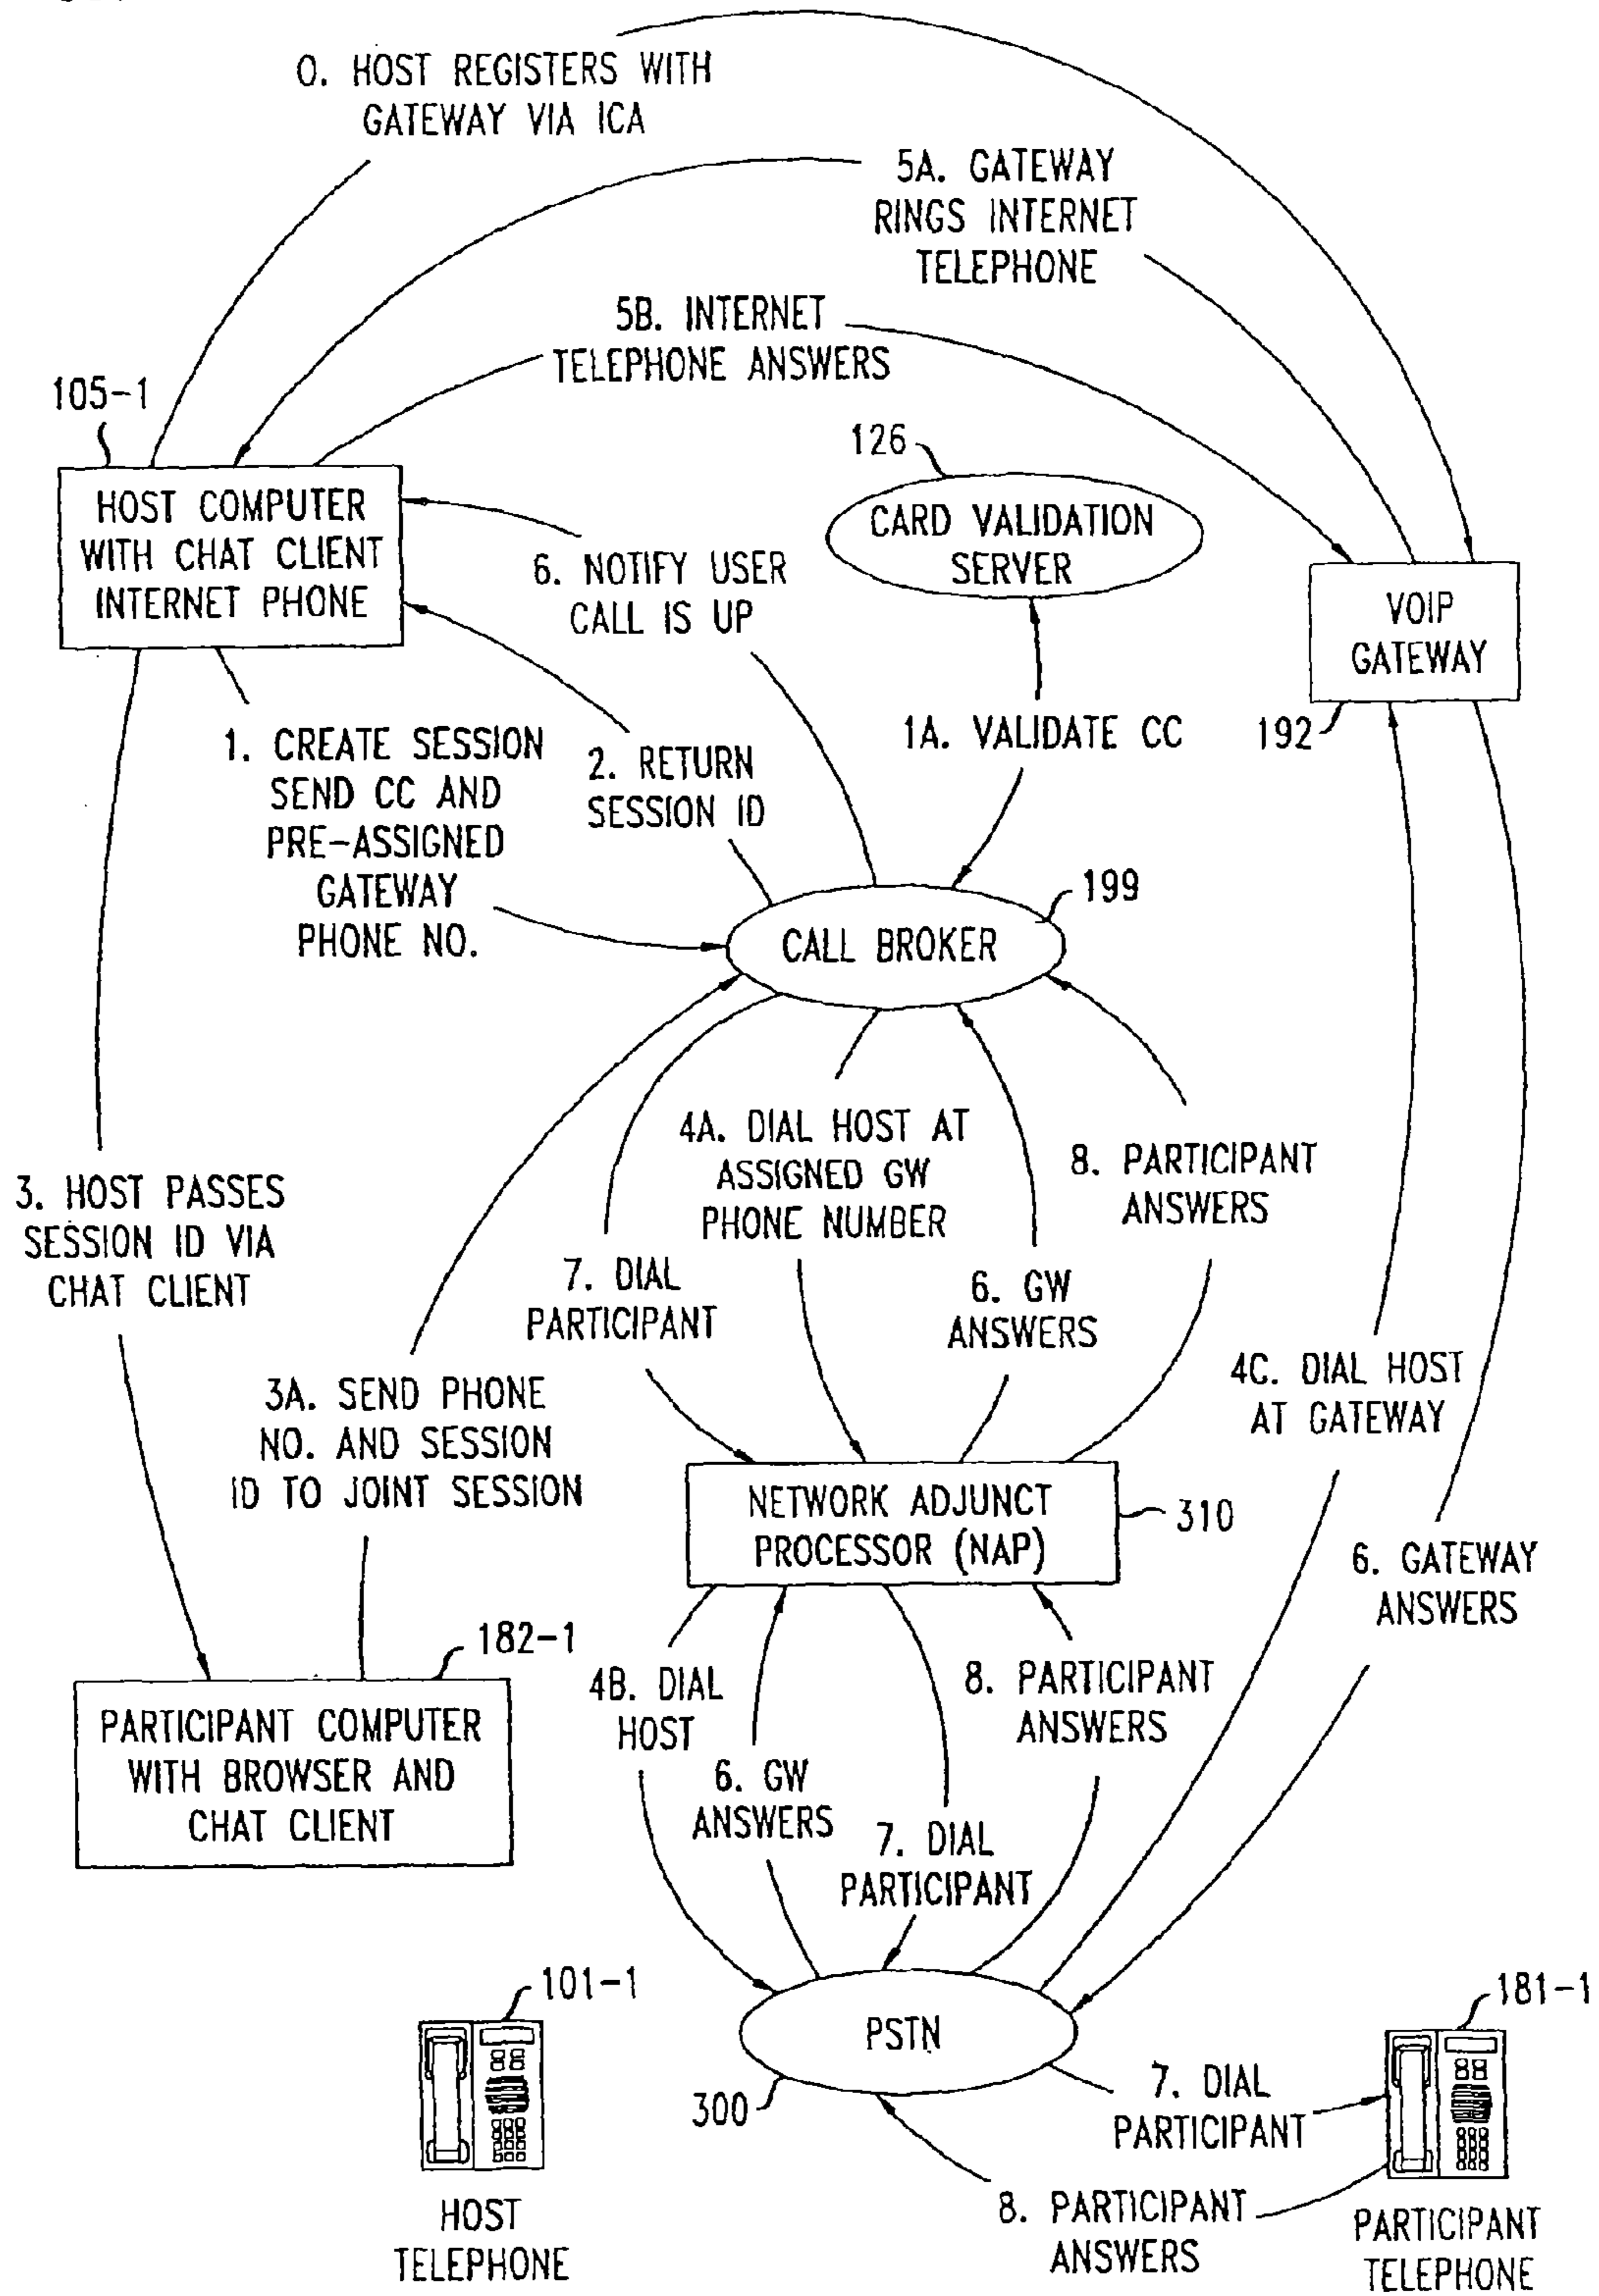 0. HOST REGISTERS WITH
GATEWAY VIA ICA
5A. GATEWAY
RINGS INTERNET
TELEPHONE
5B. INTERNET
TELEPHONE ANSWERS
105-1
HOST COMPUTER
WITH CHAT CLIENT
INTERNET PHONE
126
CARD VALIDATION
SERVER
6. NOTIFY USER
CALL IS UP
VOIP
GATEWAY
192
1A. VALIDATE CC
1. CREATE SESSION
SEND CC AND
PRE-ASSIGNED
GATEWAY
PHONE NO.
2. RETURN
SESSION ID
199
CALL BROKER
4A. DIAL HOST AT
ASSIGNED GW
PHONE NUMBER
8. PARTICIPANT
ANSWERS
3. HOST PASSES
SESSION ID VIA
CHAT CLIENT
7. DIAL
PARTICIPANT
6. GW
ANSWERS
4C. DIAL HOST
AT GATEWAY
3A. SEND PHONE
NO. AND SESSION
ID TO JOINT SESSION
NETWORK ADJUNCT
PROCESSOR (NAP)
310
6. GATEWAY
ANSWERS
182-1
PARTICIPANT COMPUTER
WITH BROWSER AND
CHAT CLIENT
4B. DIAL
HOST
8. PARTICIPANT
ANSWERS
6. GW
ANSWERS
7. DIAL
PARTICIPANT
101-1
HOST
TELEPHONE
PSTN
300
181-1
7. DIAL
PARTICIPANT
8. PARTICIPANT
ANSWERS
PARTICIPANT
TELEPHONE